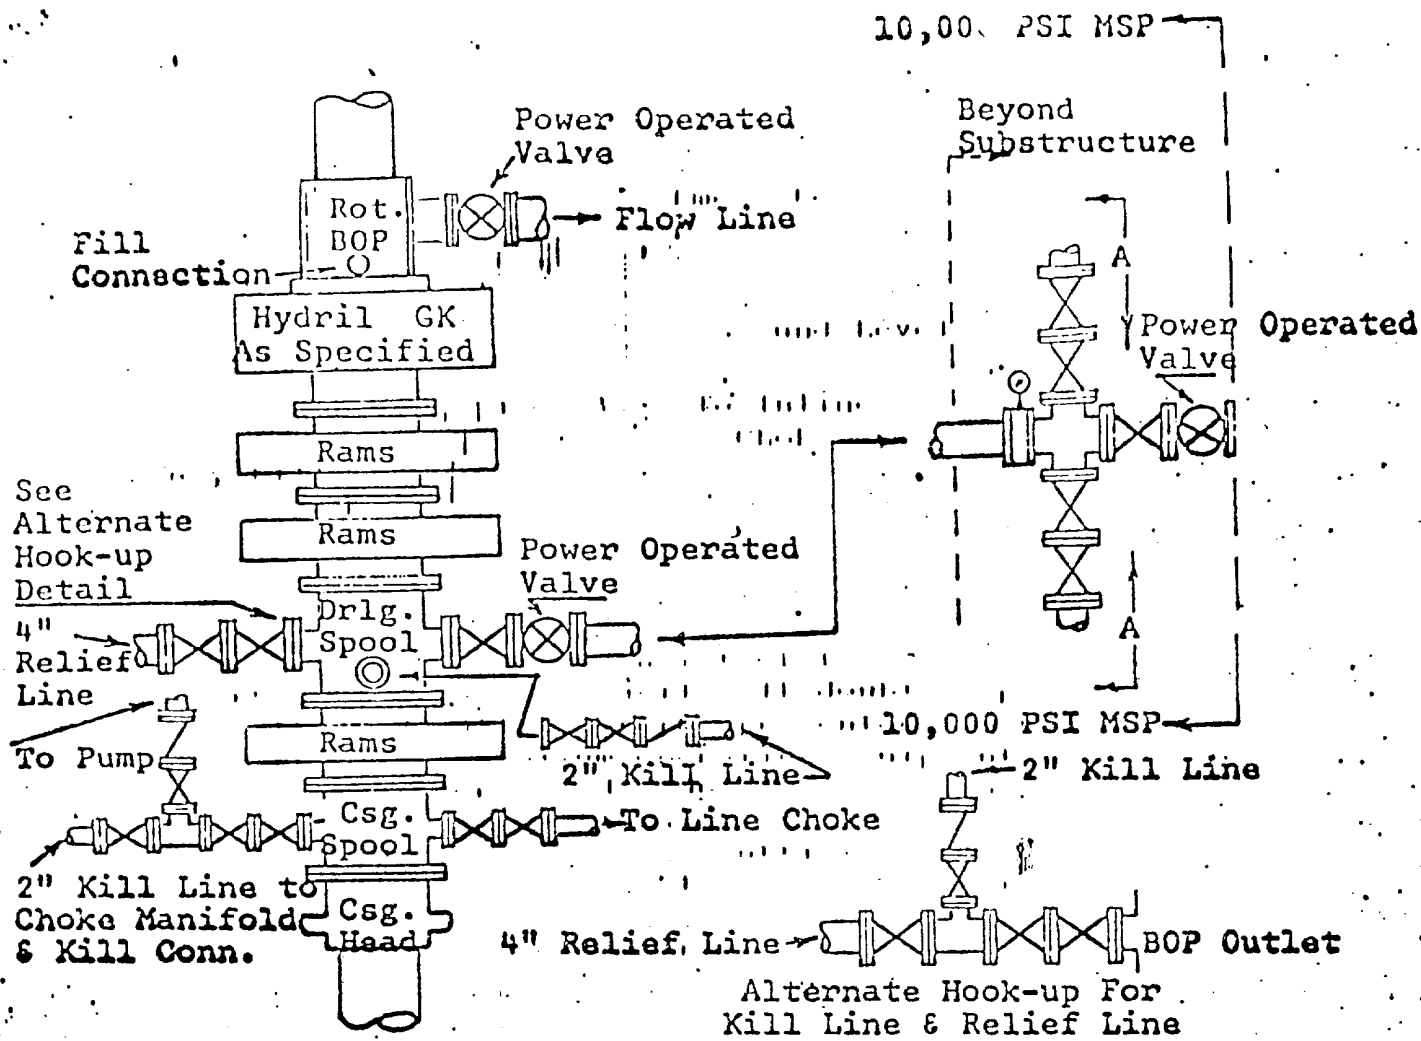 10,00 PSI MSP
Power Operated
Valve
Beyond
Substructure
Rot.
BOP
Flow Line
Fill
Connection
A
Hydril GK
As Specified
Power Operated
Valve
Rams
See
Alternate
Hook-up
Detail
Rams
Power Operated
Valve
Drlg.
Spool
4"
Relief
Line
A
10,000 PSI MSP
To Pump
Rams
2" Kill Line
2" Kill Line
Csg.
Spool
To Line Choke
2" Kill Line to
Choke Manifold
& Kill Conn.
Csg.
Head
4" Relief Line
BOP Outlet
Alternate Hook-up For
Kill Line & Relief Line